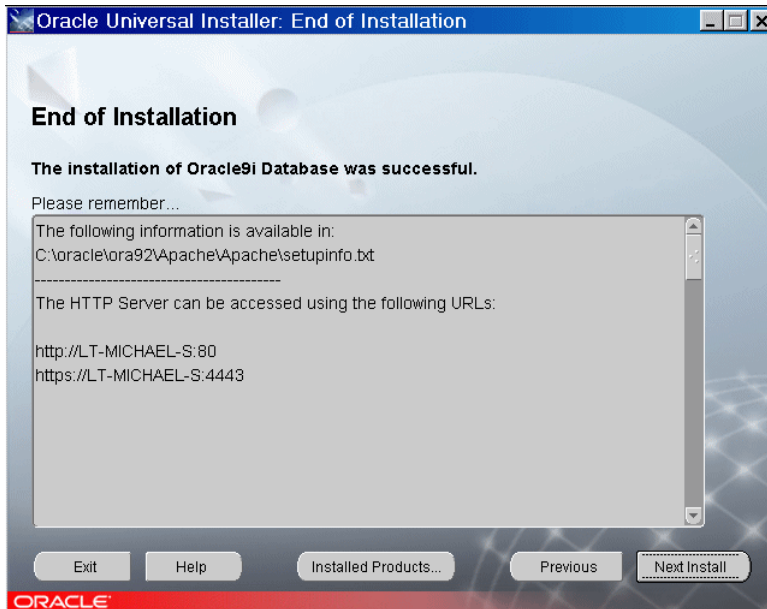 Oracle Universal Installer: End of Installation
End of Installation
The installation of Oracle9i Database was successful.
Please remember...
The following information is available in:
C:\oracle\ora92\Apache\Apache\setupinfo.txt
----------------------------------------
The HTTP Server can be accessed using the following URLs:
http://LT-MICHAEL-S:80
https://LT-MICHAEL-S:4443
Exit Help Installed Products... Previous Next Install
ORACLE